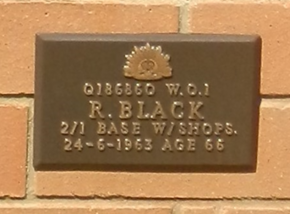 Q186860 W.O.1
R. BLACK
2/1 BASE W/SHOPS.
24-6-1963 AGE 66